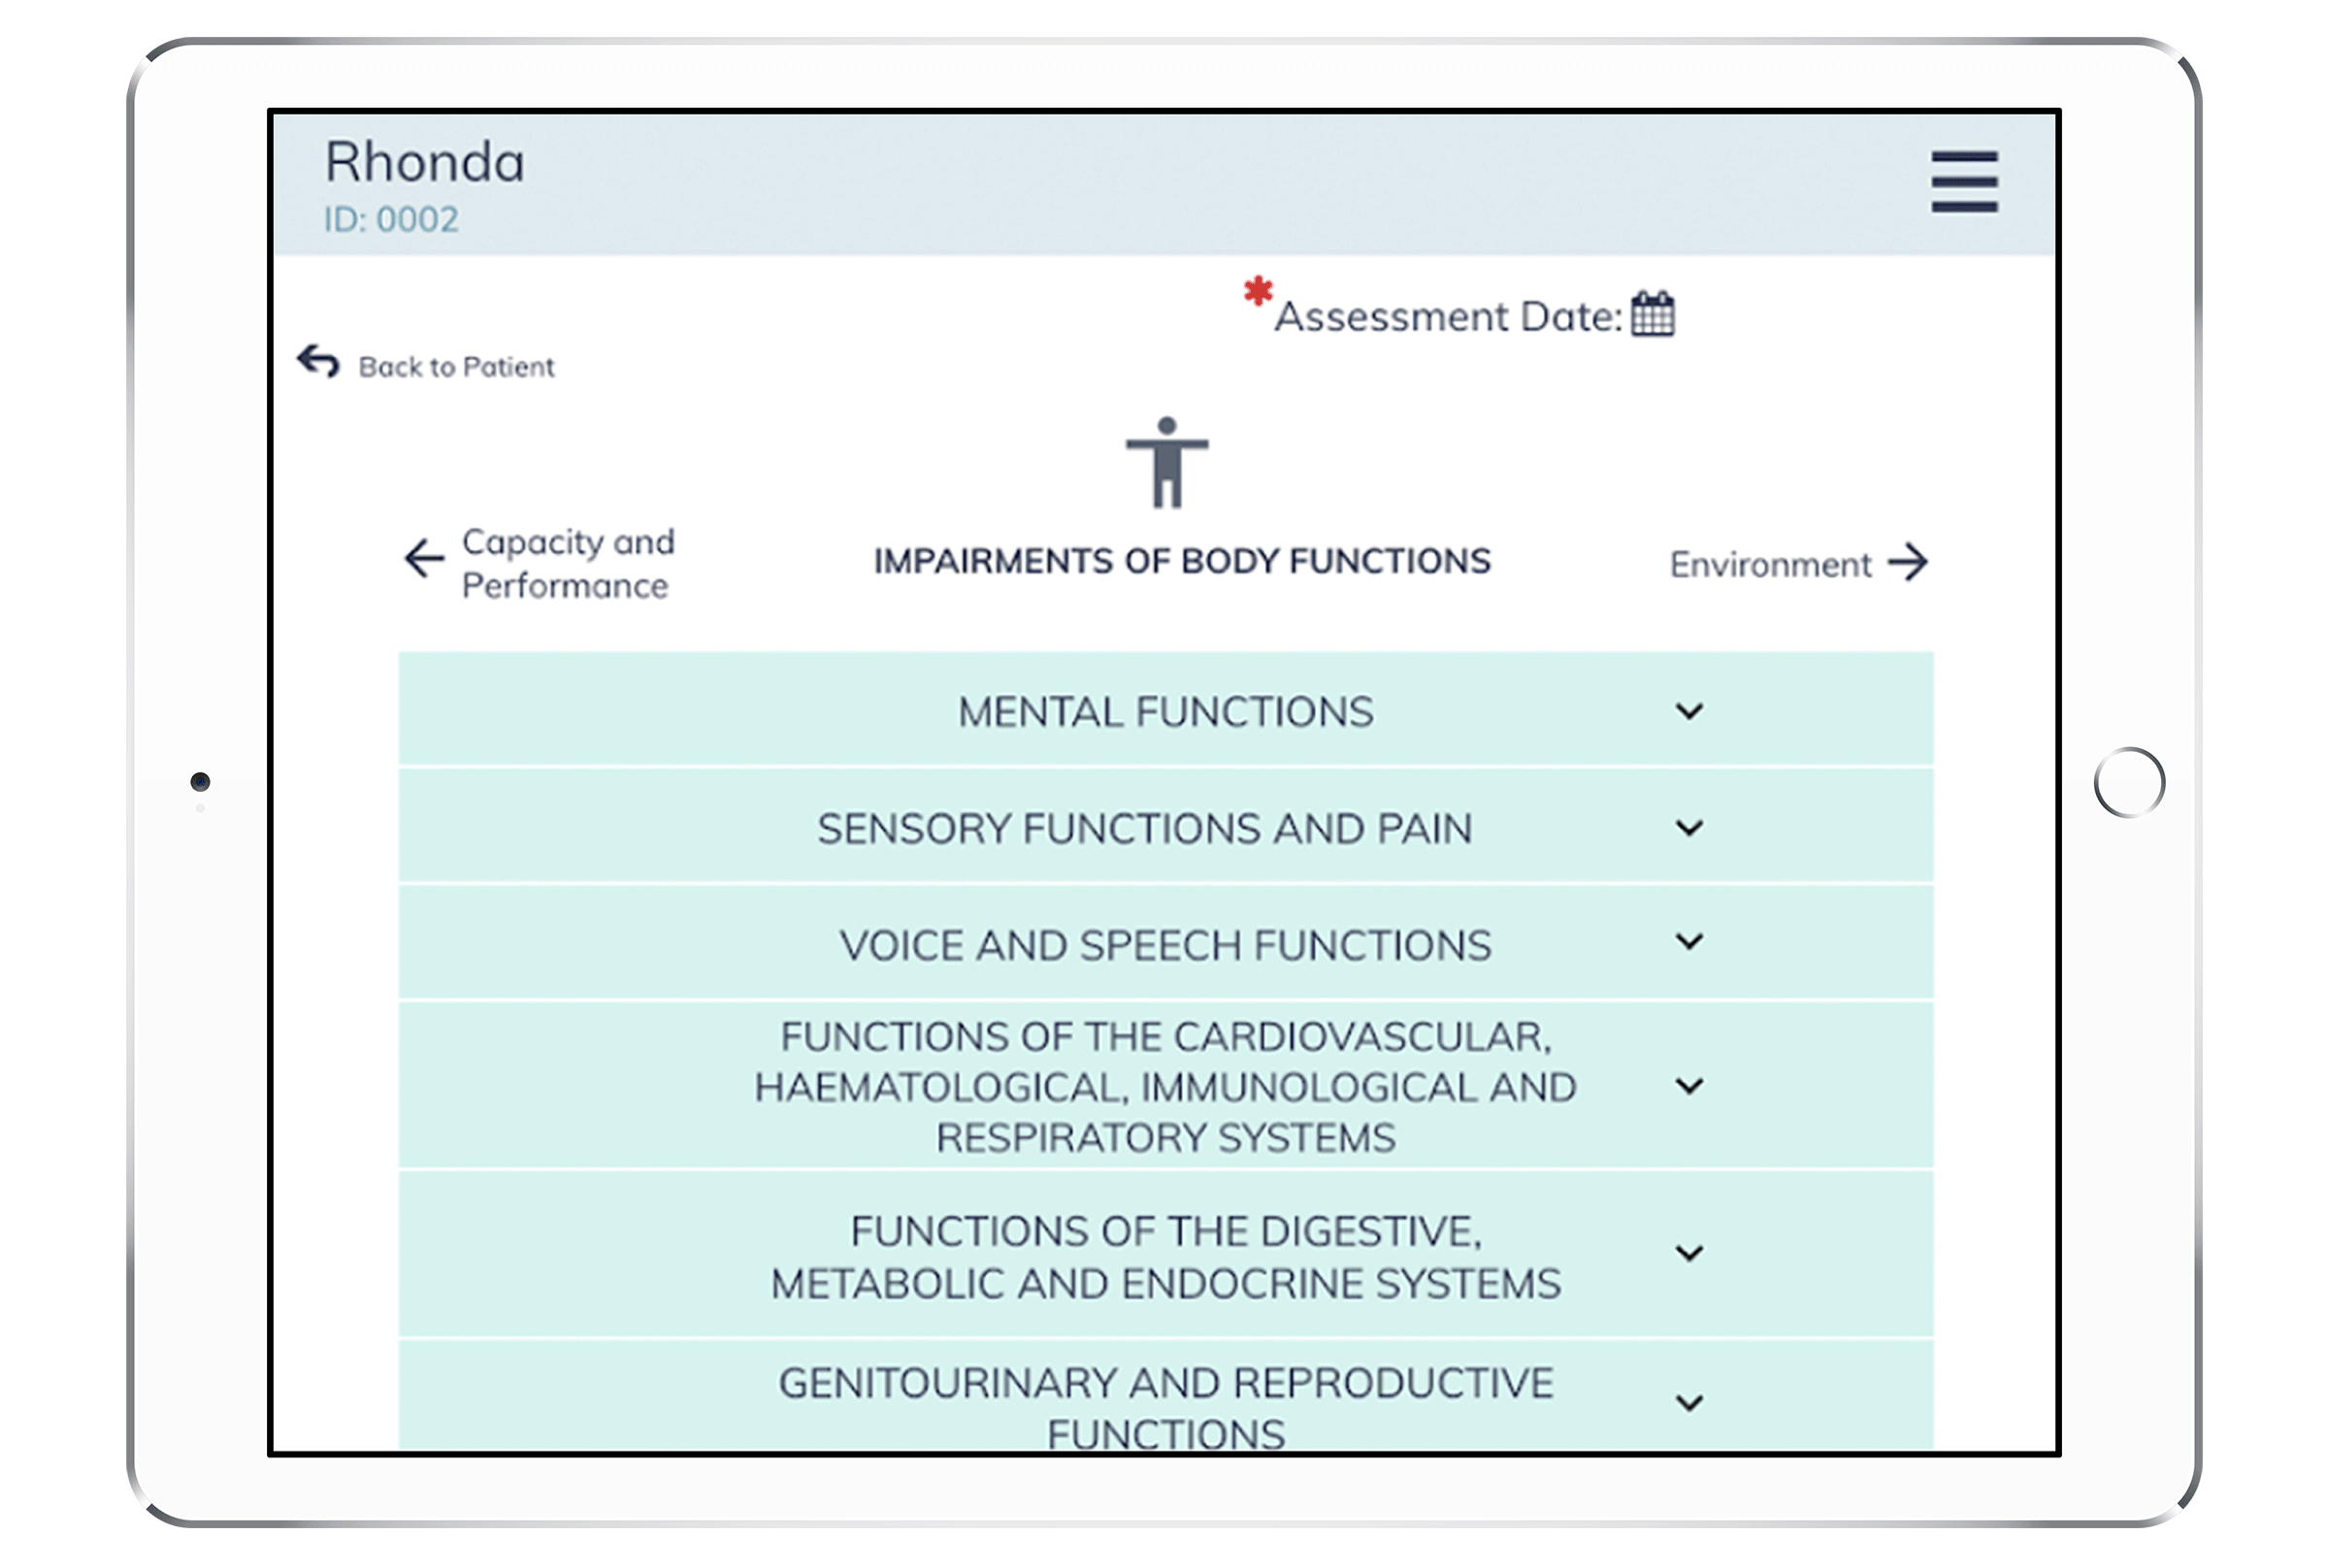 Rhonda
ID: 0002
*Assessment Date:
Back to Patient
Capacity and
Performance
IMPAIRMENTS OF BODY FUNCTIONS
Environment
MENTAL FUNCTIONS
SENSORY FUNCTIONS AND PAIN
VOICE AND SPEECH FUNCTIONS
FUNCTIONS OF THE CARDIOVASCULAR,
HAEMATOLOGICAL, IMMUNOLOGICAL AND
RESPIRATORY SYSTEMS
FUNCTIONS OF THE DIGESTIVE,
METABOLIC AND ENDOCRINE SYSTEMS
GENITOURINARY AND REPRODUCTIVE
FUNCTIONS